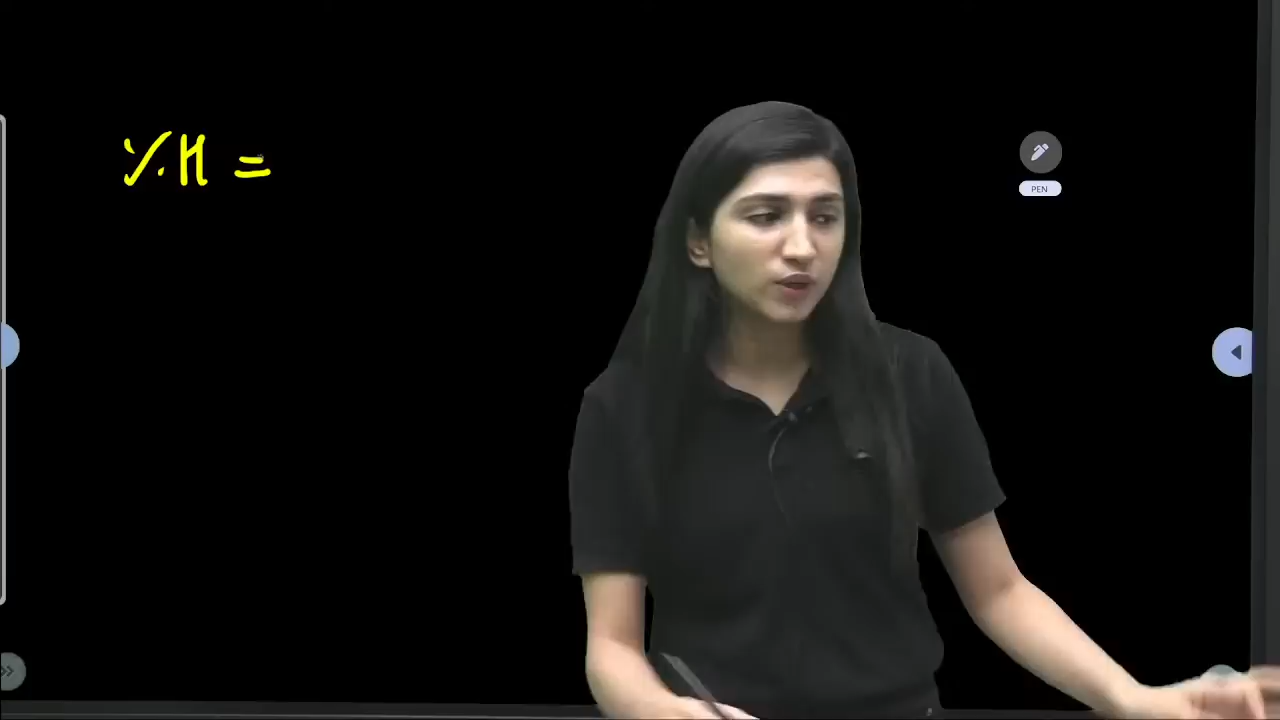 % H =
PEN